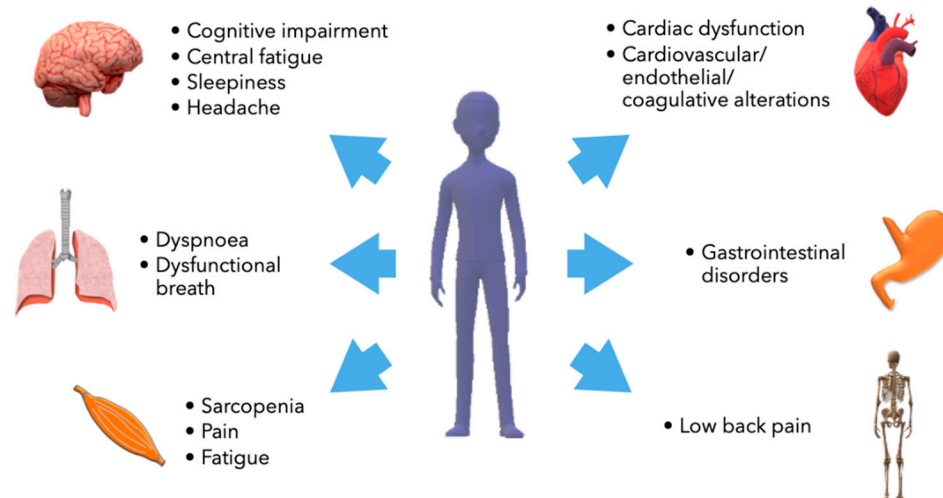 • Cognitive impairment
• Central fatigue
• Sleepiness
• Headache
• Cardiac dysfunction
• Cardiovascular/
endothelial/
coagulative alterations
• Dyspnoea
• Dysfunctional
breath
• Gastrointestinal
disorders
• Sarcopenia
• Pain
• Fatigue
• Low back pain